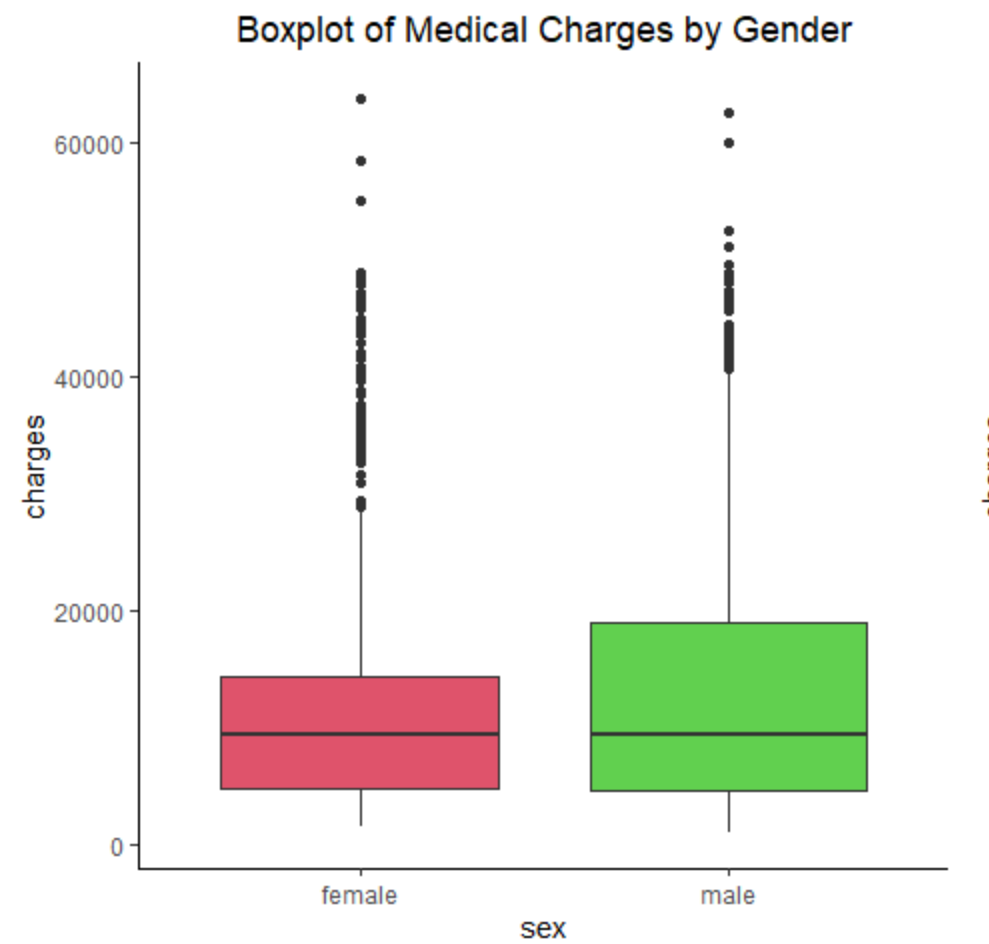 Boxplot of Medical Charges by Gender
60000
40000
20000
0
charges
female male
sex